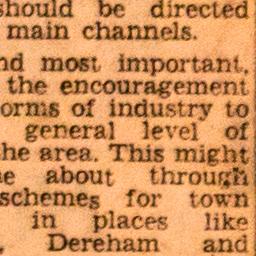 should be directed
main channels.
nd most important,
the encouragement
orms of industry to
general level of
he area. This might
e about through
schemes for town
in places like
, Dereham and